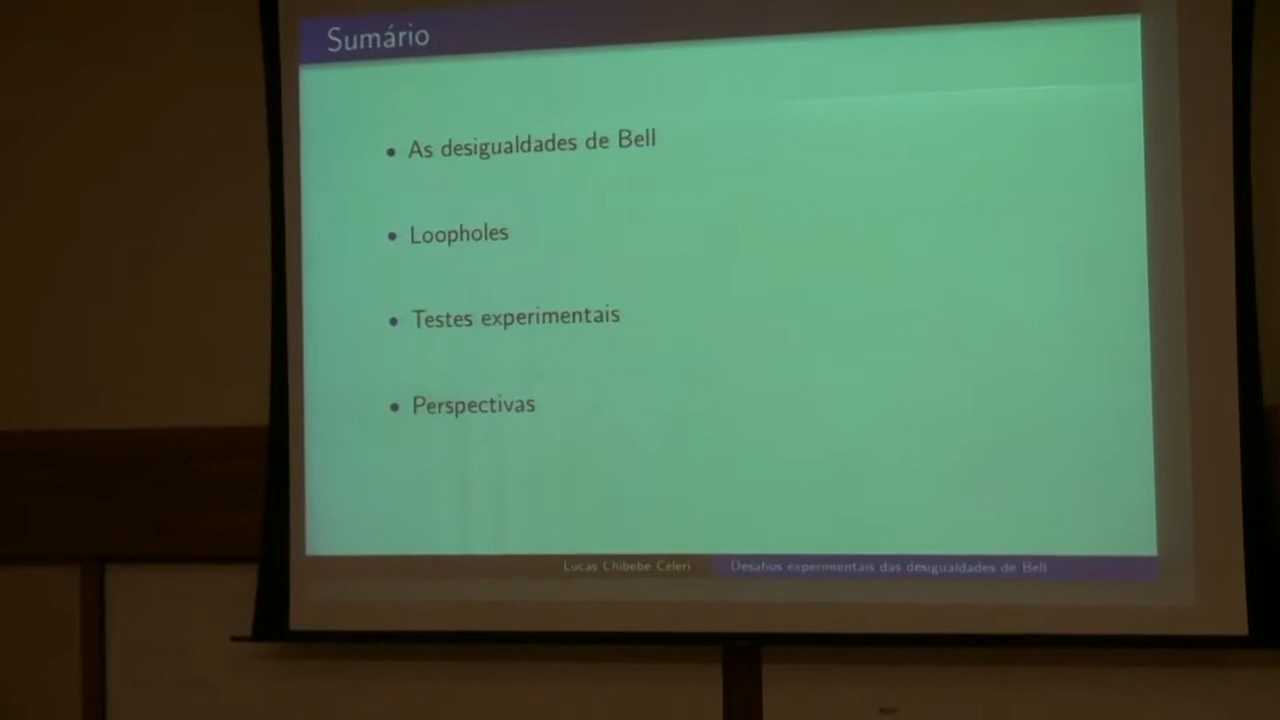 Sumário
• As desigualdades de Bell
• Loopholes
• Testes experimentais
• Perspectivas
Lucas Chibebe Céleri Desafios experimentais das desigualdades de Bell